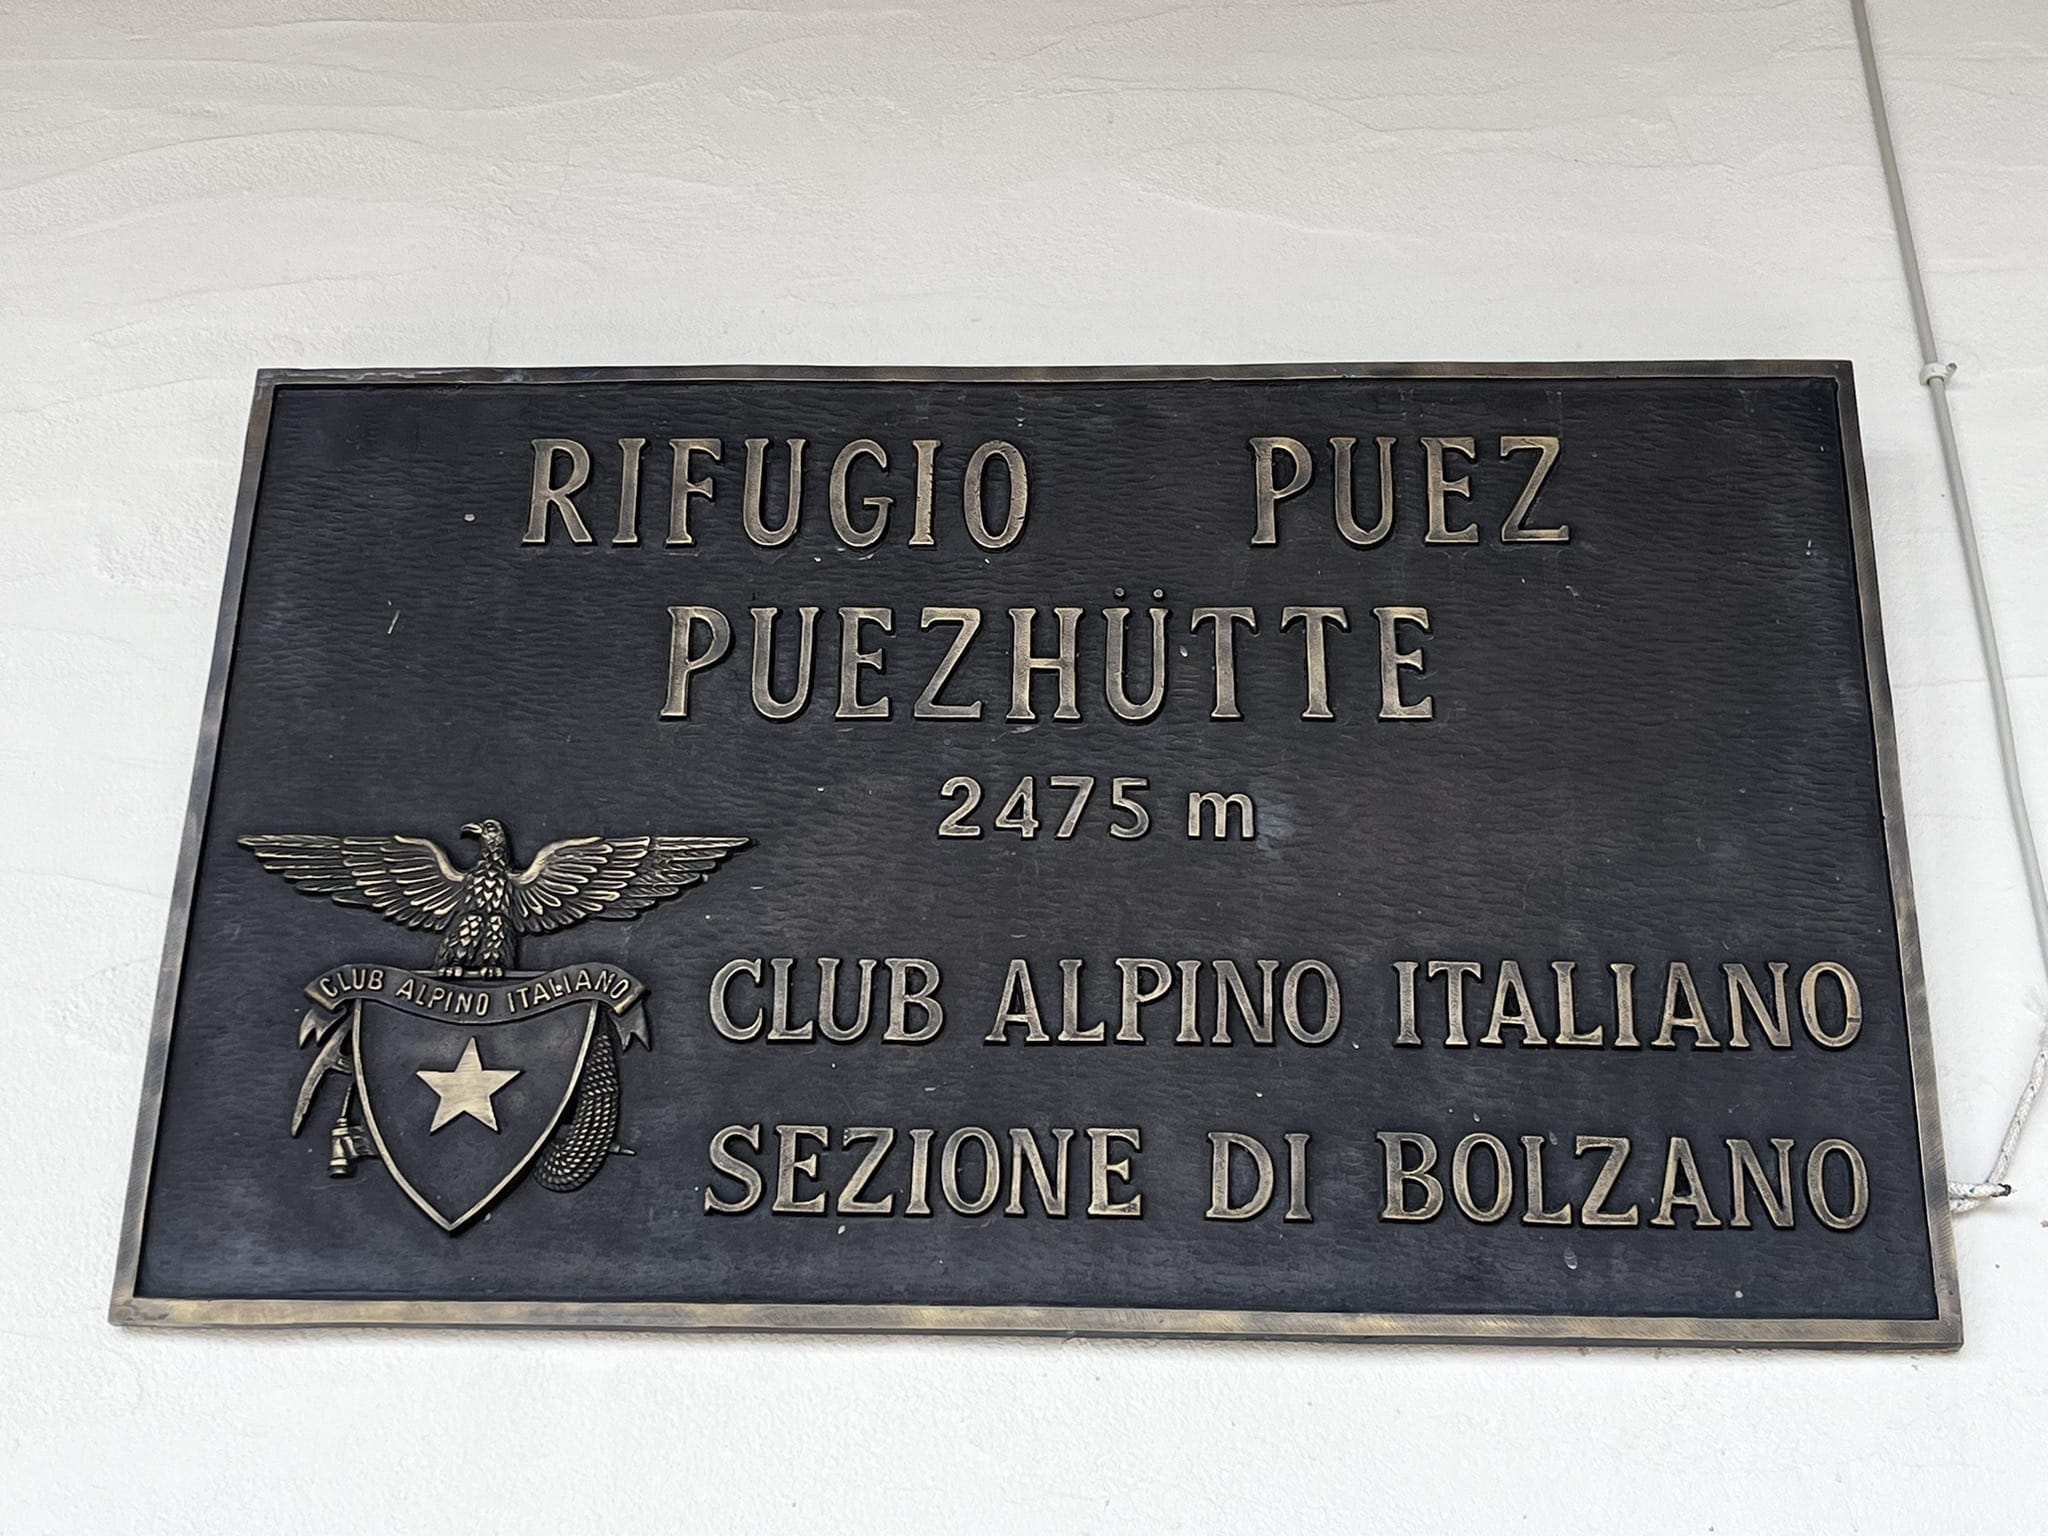 RIFUGIO PUEZ
PUEZHÜTTE
2475 m
CLUB ALPINO ITALIANO
CLUB ALPINO ITALIANO
SEZIONE DI BOLZANO